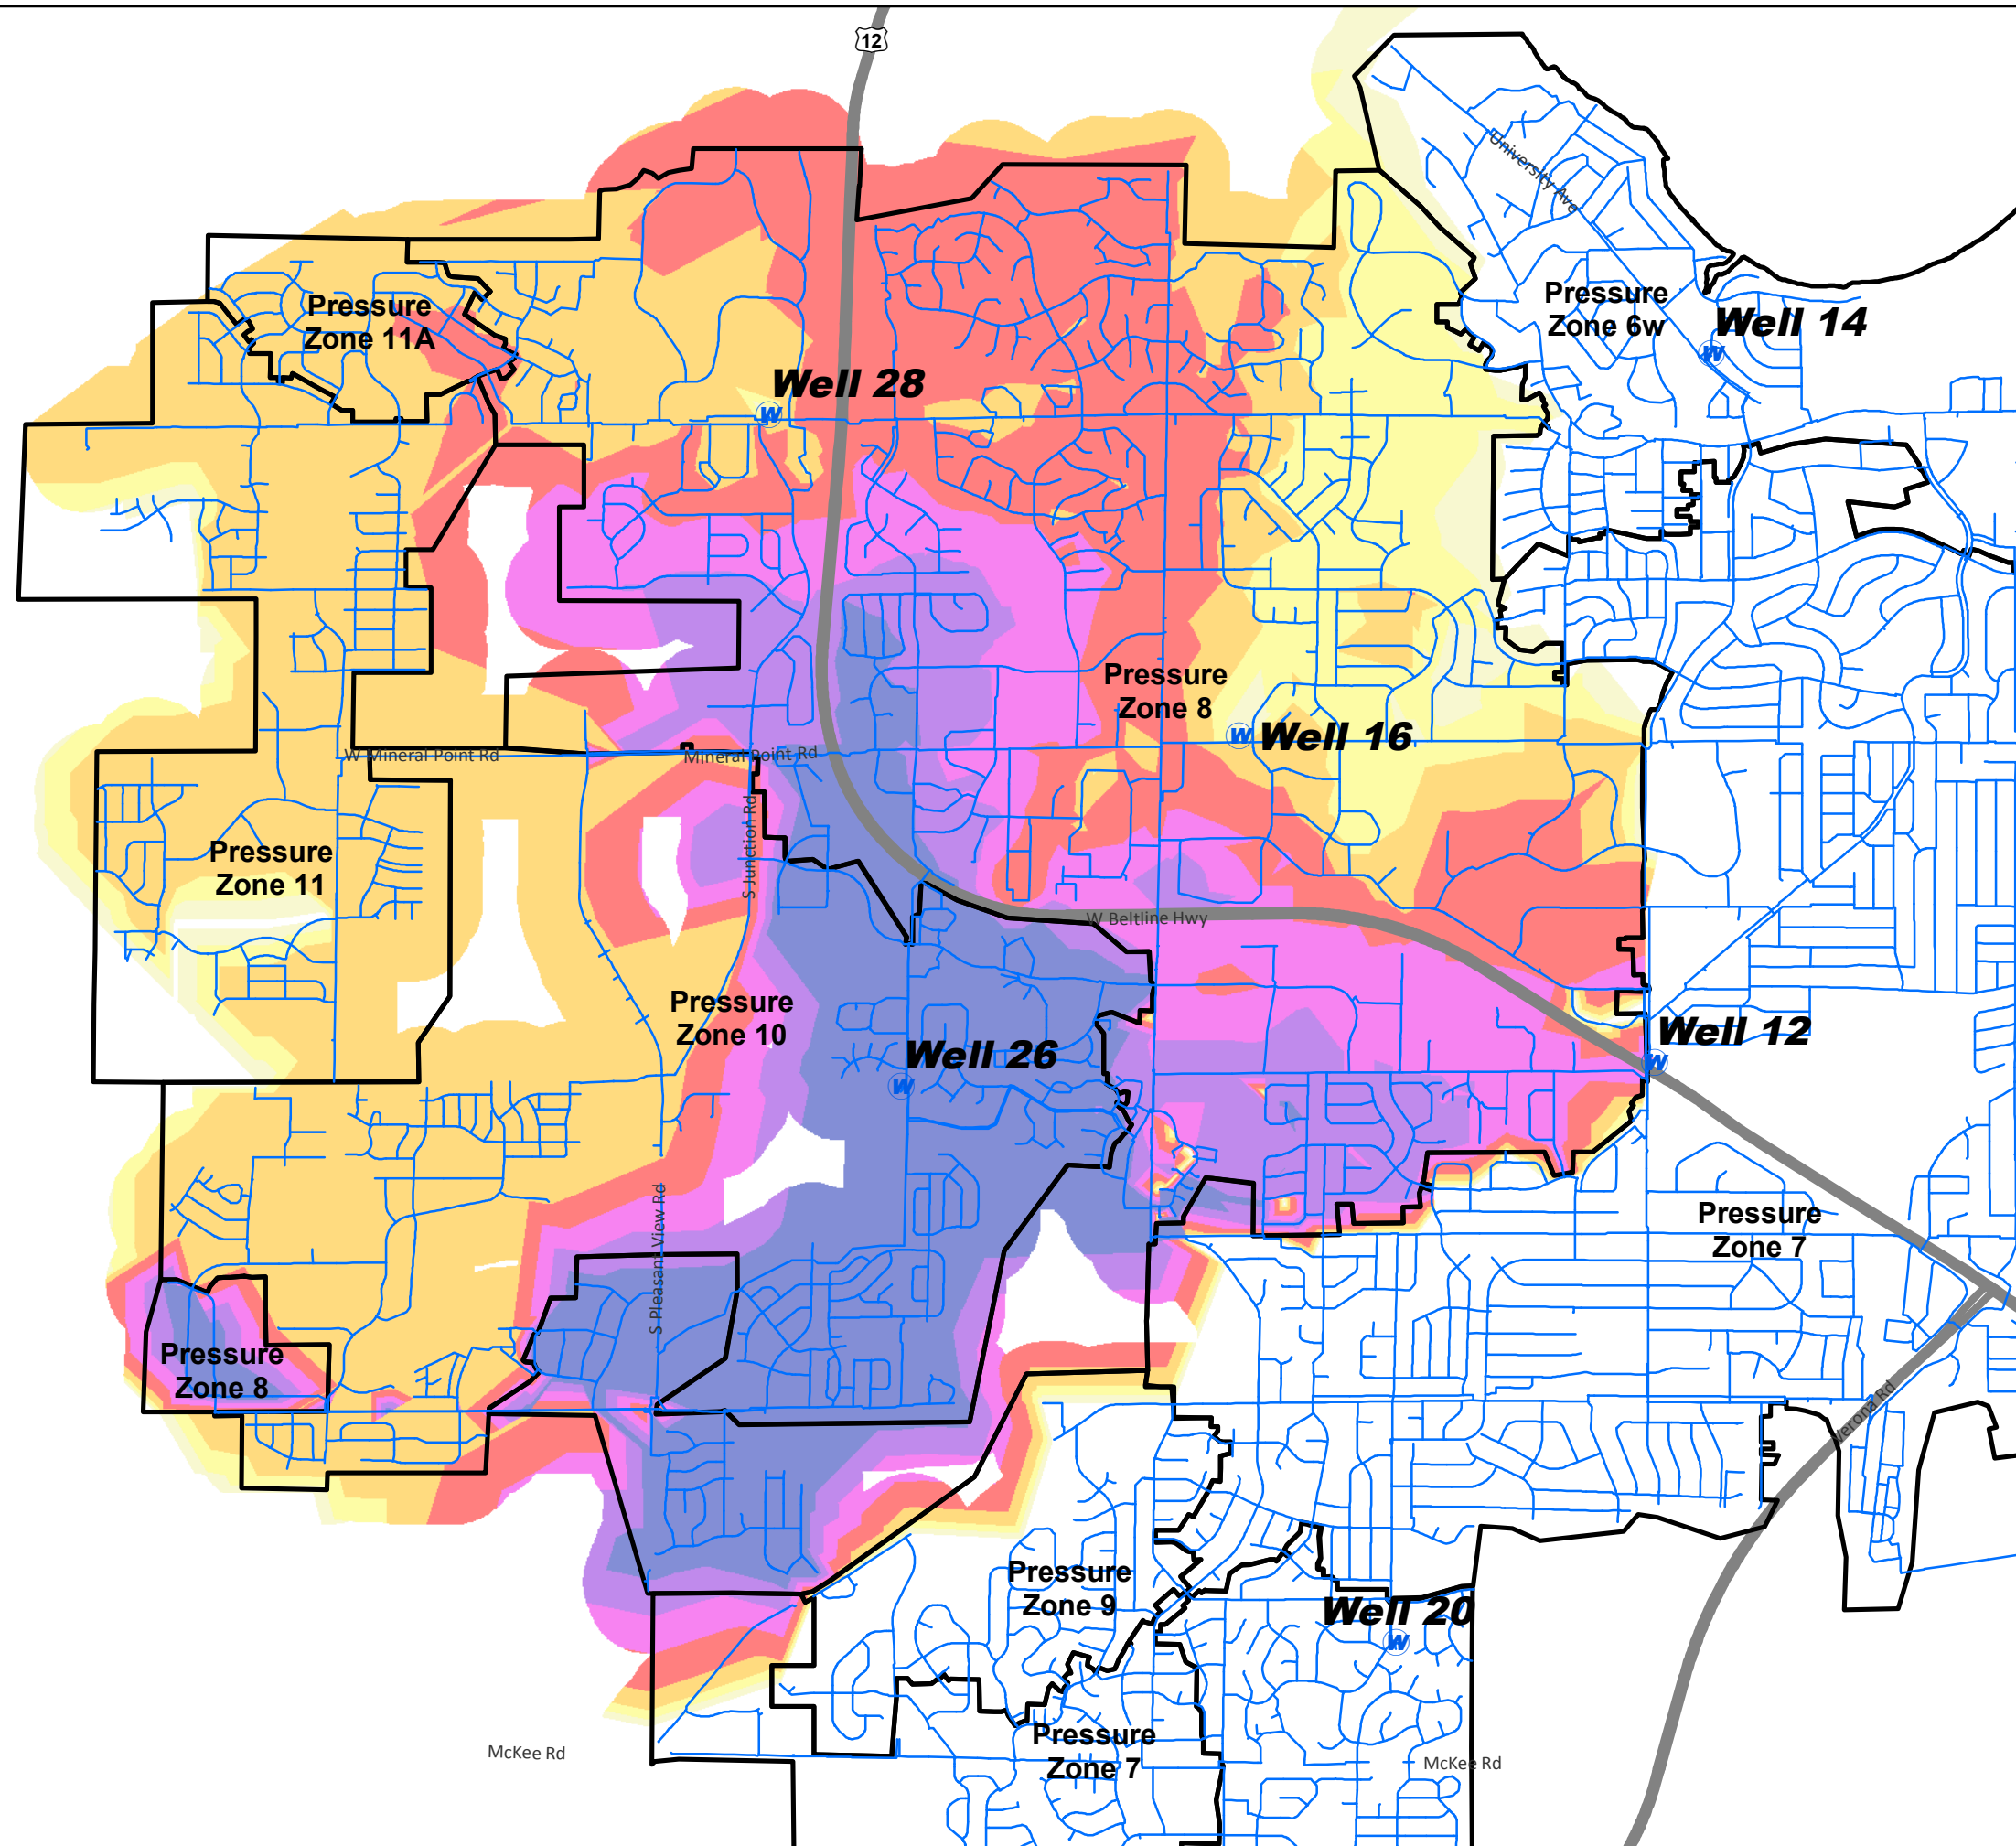 12
University Ave
Pressure
Zone 11A
Pressure
Zone 6w
Well 14
W
Well 28
W
Pressure
Zone 8
W
Well 16
W Mineral Point Rd
Mineral Point Rd
S Junction Rd
Pressure
Zone 11
W Beltline Hwy
Pressure
Zone 10
Well 26
W
Well 12
W
S Pleasant View Rd
Pressure
Zone 7
Pressure
Zone 8
Verona Rd
Pressure
Zone 9
Well 20
W
Pressure
Zone 7
McKee Rd
McKee Rd